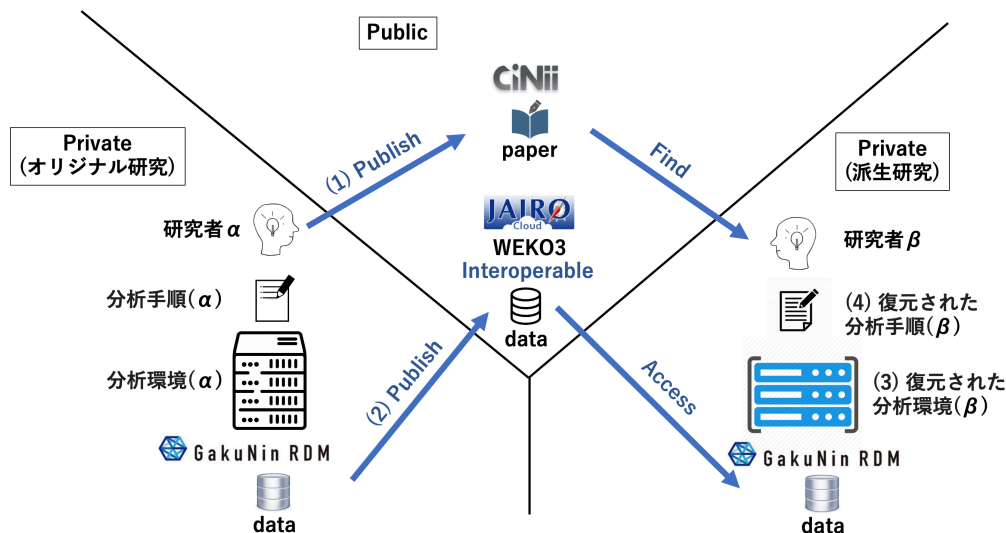 Public
CiNii
paper
Private
(オリジナル研究)
Private
(派生研究)
(1) Publish
Find
研究者α
JAIRO
Cloud
WEKO3
Interoperable
data
研究者β
分析手順(α)
(4) 復元された
分析手順(β)
分析環境(α)
(2) Publish
Access
(3) 復元された
分析環境(β)
GakuNin RDM
data
GakuNin RDM
data